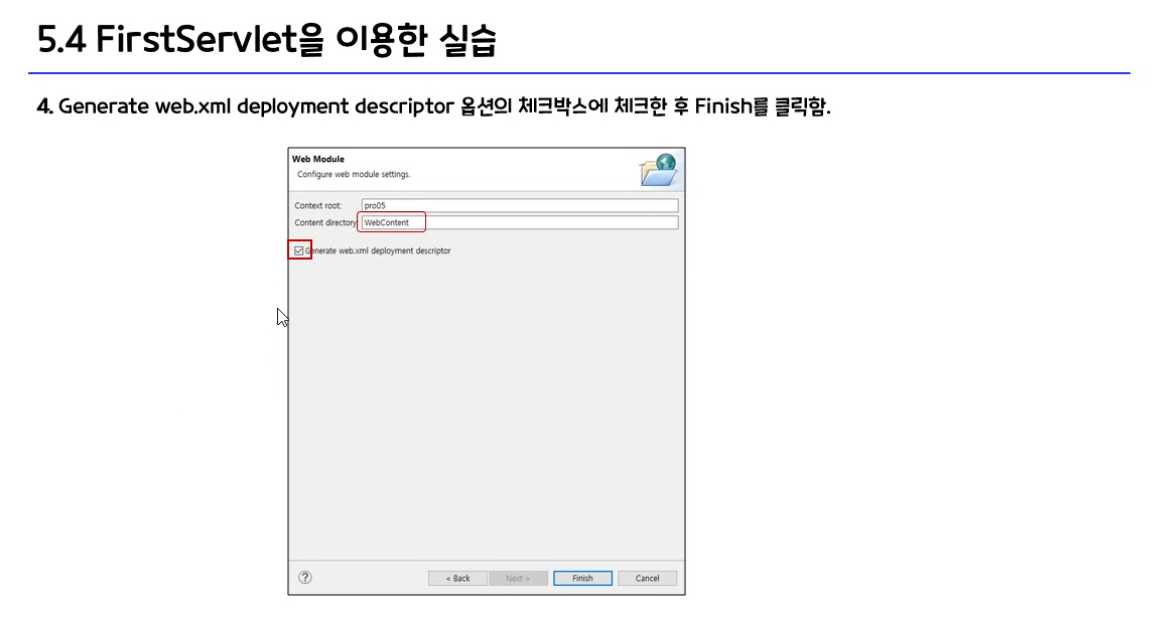 5.4 FirstServlet을 이용한 실습
4. Generate web.xml deployment descriptor 옵션의 체크박스에 체크한 후 Finish를 클릭함.
Web Module
Configure web module settings.
Context root: pro05
Content directory: WebContent
Generate web.xml deployment descriptor
?
< Back Next > Finish Cancel